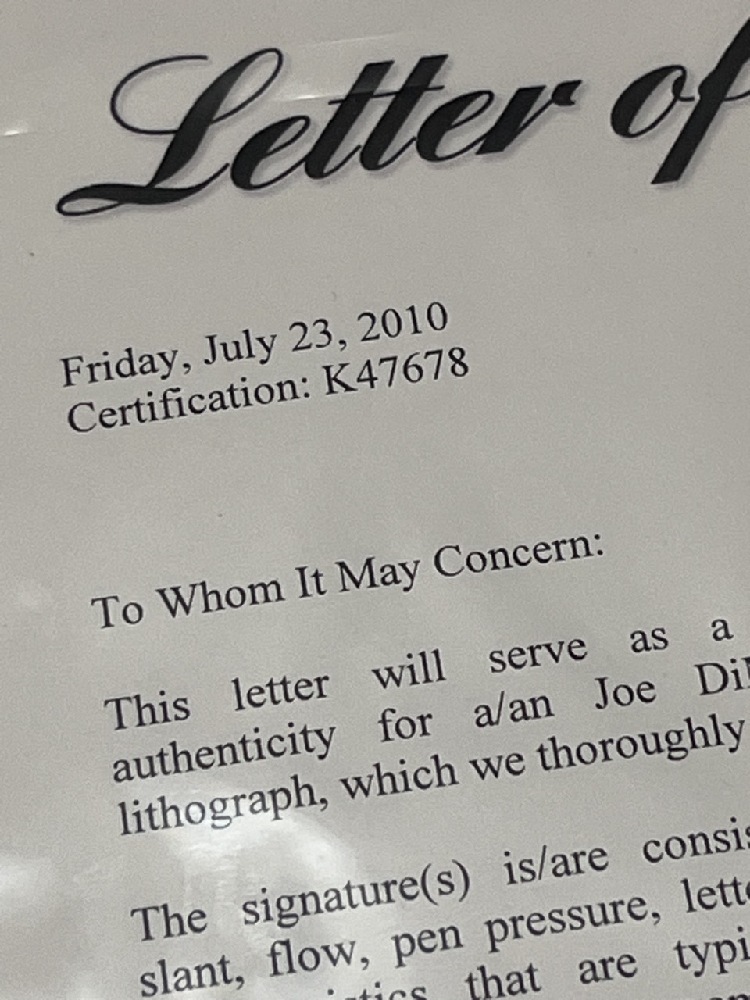 Letter of
Friday, July 23, 2010
Certification: K47678
To Whom It May Concern:
This letter will serve as a
authenticity for a/an Joe
lithograph, which we thoroughly
The signature(s) is/are
slant, flow, pen pressure,
that are